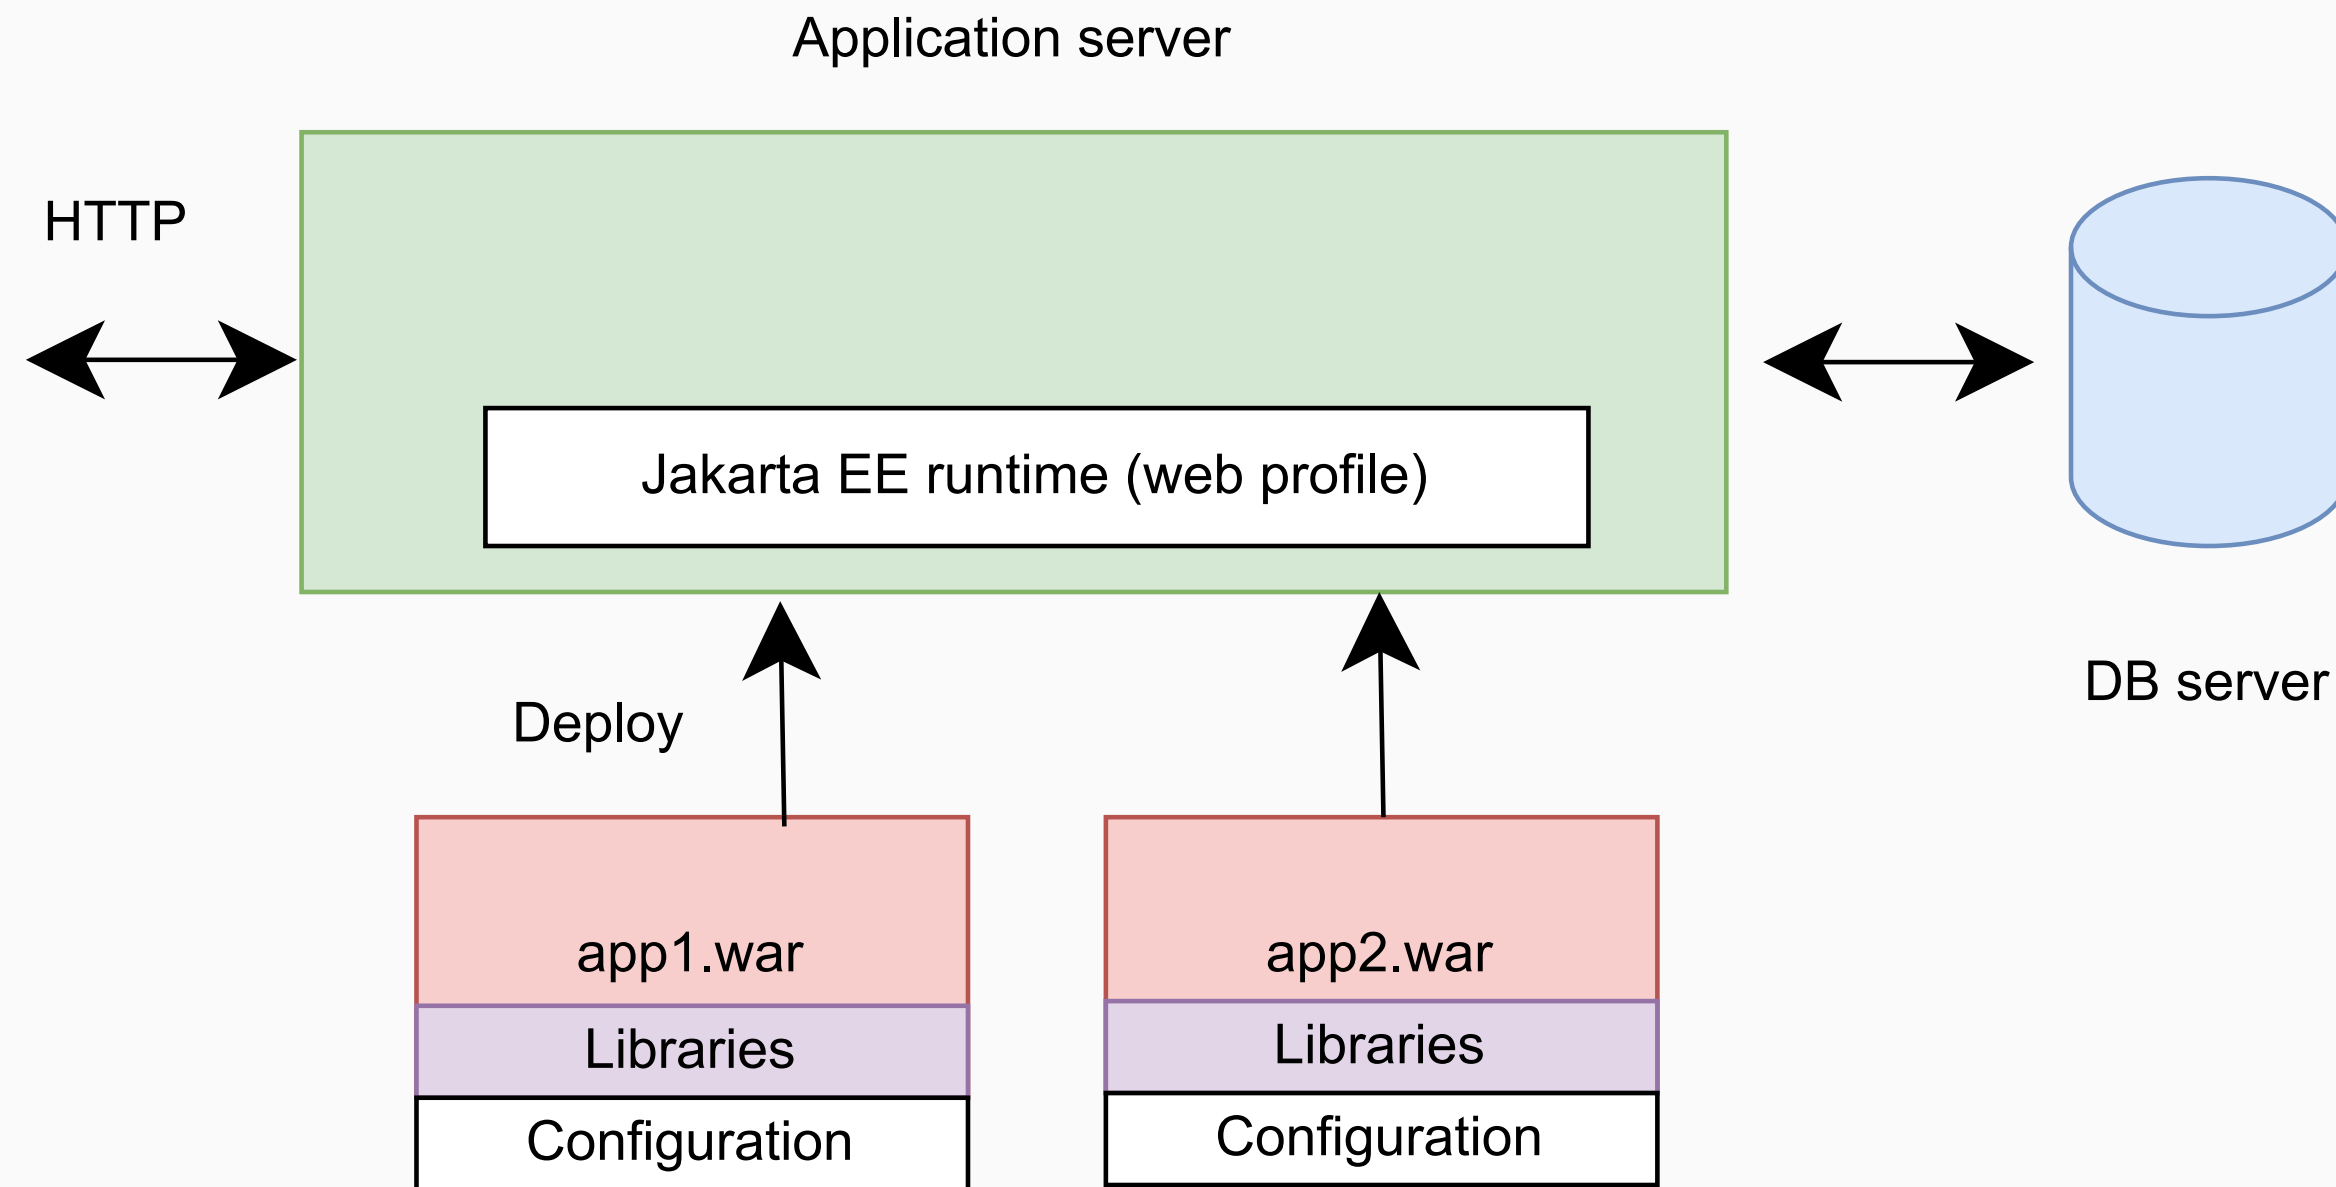 Application server
HTTP
Jakarta EE runtime (web profile)
DB server
Deploy
app1.war
Libraries
Configuration
app2.war
Libraries
Configuration